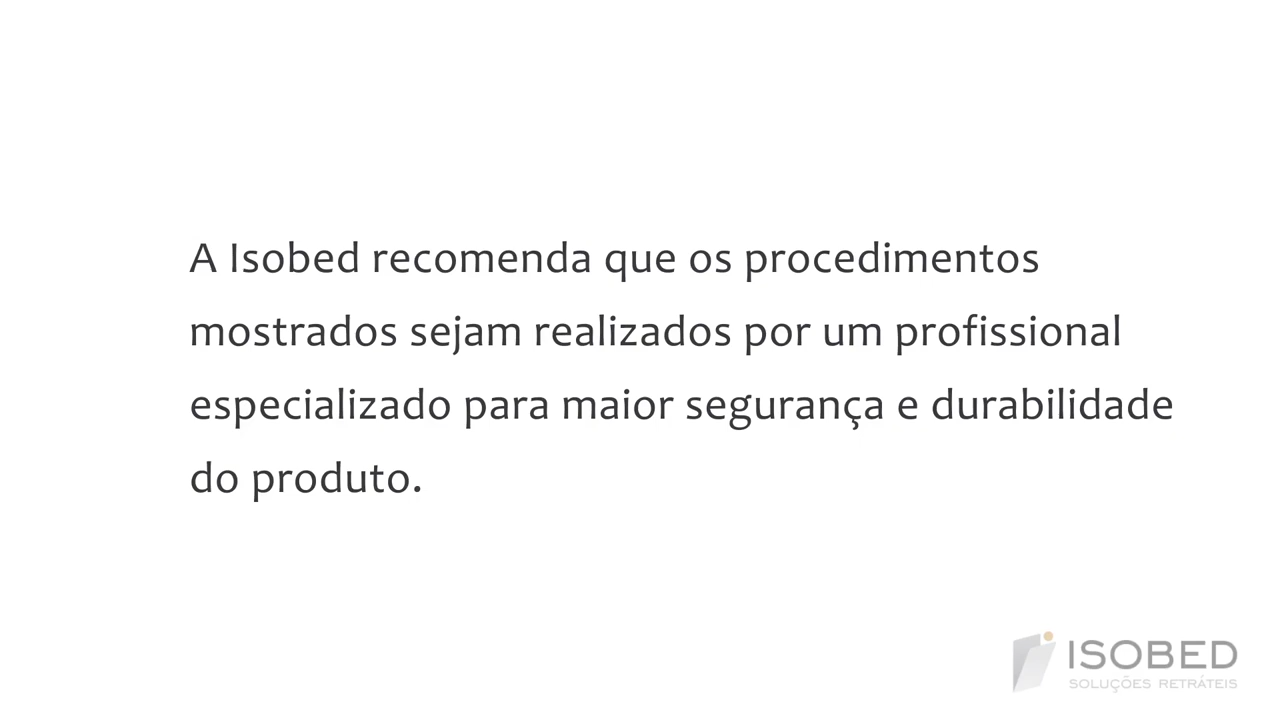 A Isobed recomenda que os procedimentos
mostrados sejam realizados por um profissional
especializado para maior segurança e durabilidade
do produto.
ISOBED
SOLUÇÕES RETRÁTEIS